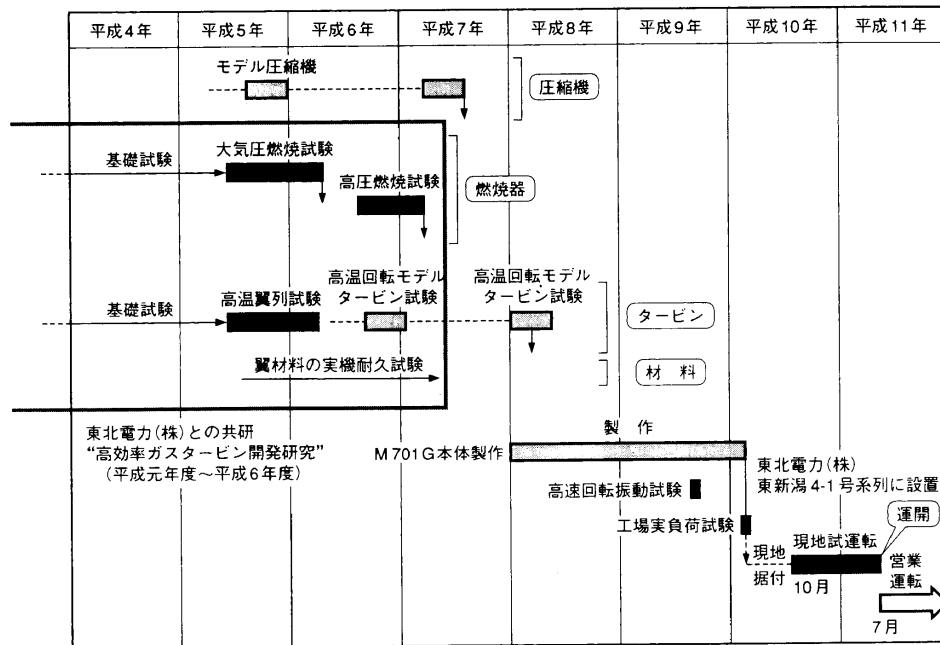 平成4年
平成5年
平成6年
平成7年
平成8年
平成9年
平成10年
平成11年
モデル圧縮機
圧縮機
基礎試験
大気圧燃焼試験
高圧燃焼試験
燃焼器
基礎試験
高温翼列試験
高温回転モデル
タービン試験
高温回転モデル
タービン試験
タービン
翼材料の実機耐久試験
材 料
東北電力(株)との共研
“高効率ガスタービン開発研究”
(平成元年度～平成6年度)
M701G本体製作
製 作
東北電力(株)
東新潟4-1号系列に設置
高速回転振動試験
工場実負荷試験
運開
現地
据付
現地試運転
10月
営業
運転
7月